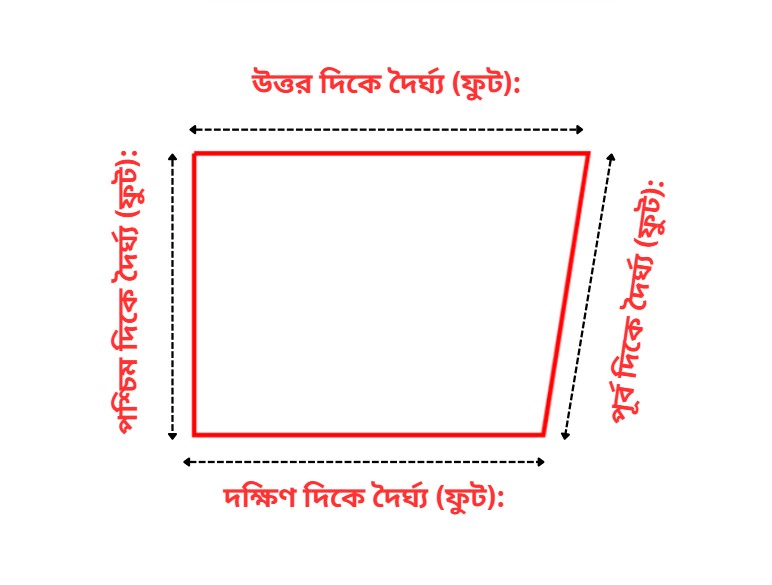 উত্তর দিকে দৈর্ঘ্য (ফুট):
পশ্চিম দিকে দৈর্ঘ্য (ফুট):
পূর্ব দিকে দৈর্ঘ্য (ফুট):
দক্ষিণ দিকে দৈর্ঘ্য (ফুট):